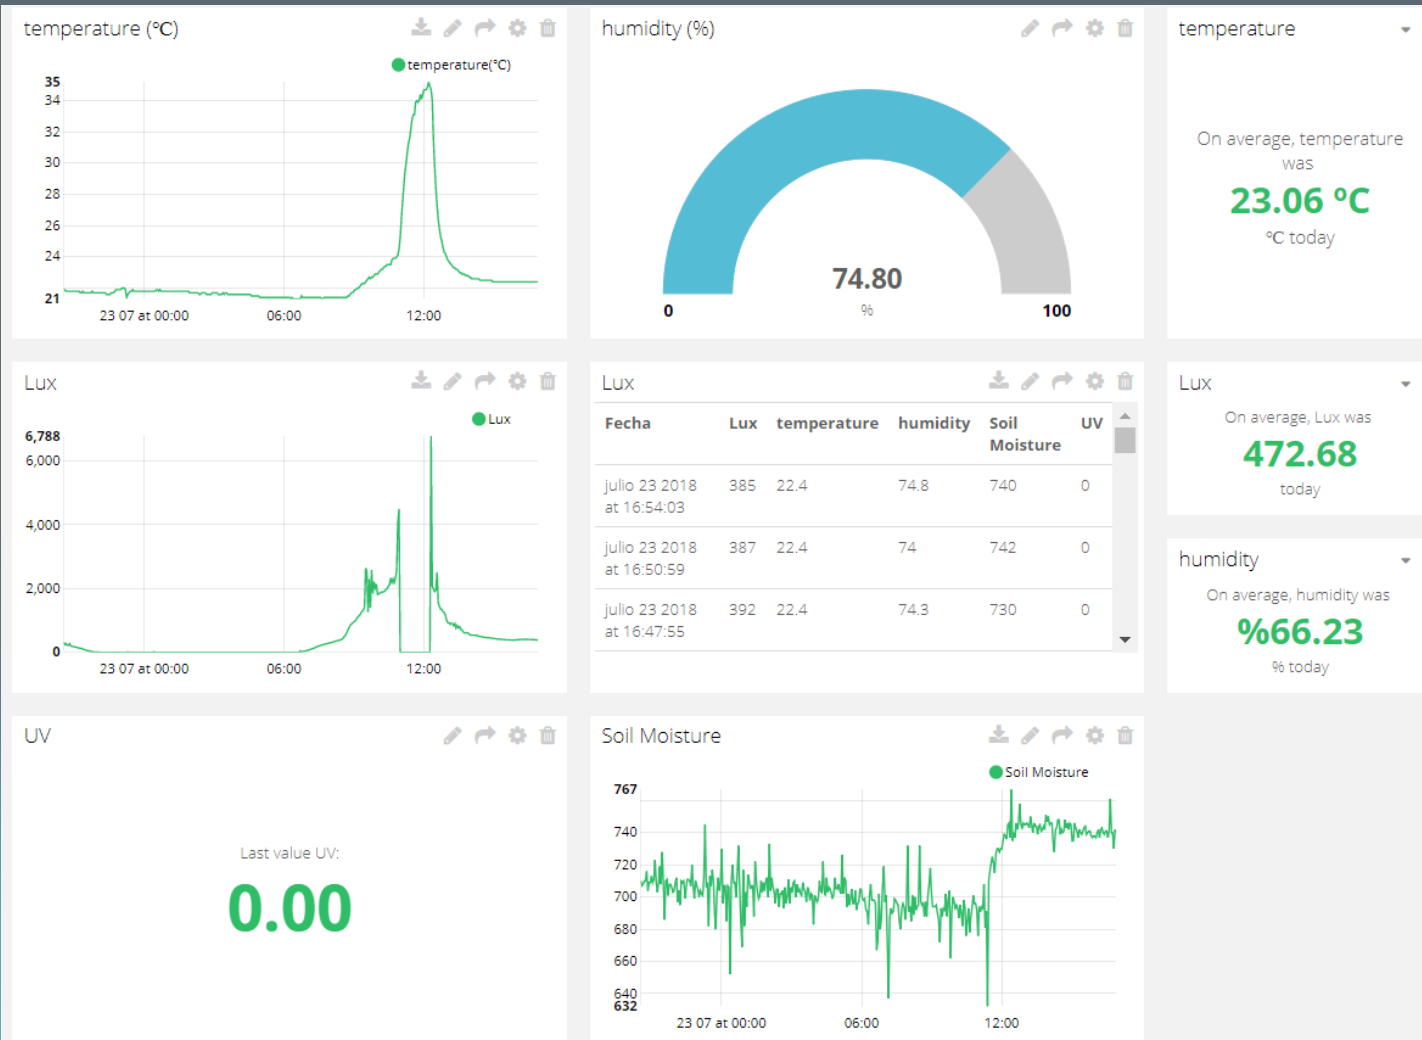 temperature (ºC)
temperature(ºC)
35
34
32
30
28
26
24
21
23 07 at 00:00
06:00
12:00
humidity (%)
74.80
%
0
100
temperature
On average, temperature
was
23.06 ºC
ºC today
Lux
Lux
6,788
6,000
4,000
2,000
0
23 07 at 00:00
06:00
12:00
Lux
Fecha Lux temperature humidity Soil UV
Moisture
julio 23 2018 385 22.4 74.8 740 0
at 16:54:03
julio 23 2018 387 22.4 74 742 0
at 16:50:59
julio 23 2018 392 22.4 74.3 730 0
at 16:47:55
Lux
On average, Lux was
472.68
today
humidity
On average, humidity was
%66.23
% today
UV
Last value UV:
0.00
Soil Moisture
Soil Moisture
767
740
720
700
680
660
640
632
23 07 at 00:00
06:00
12:00